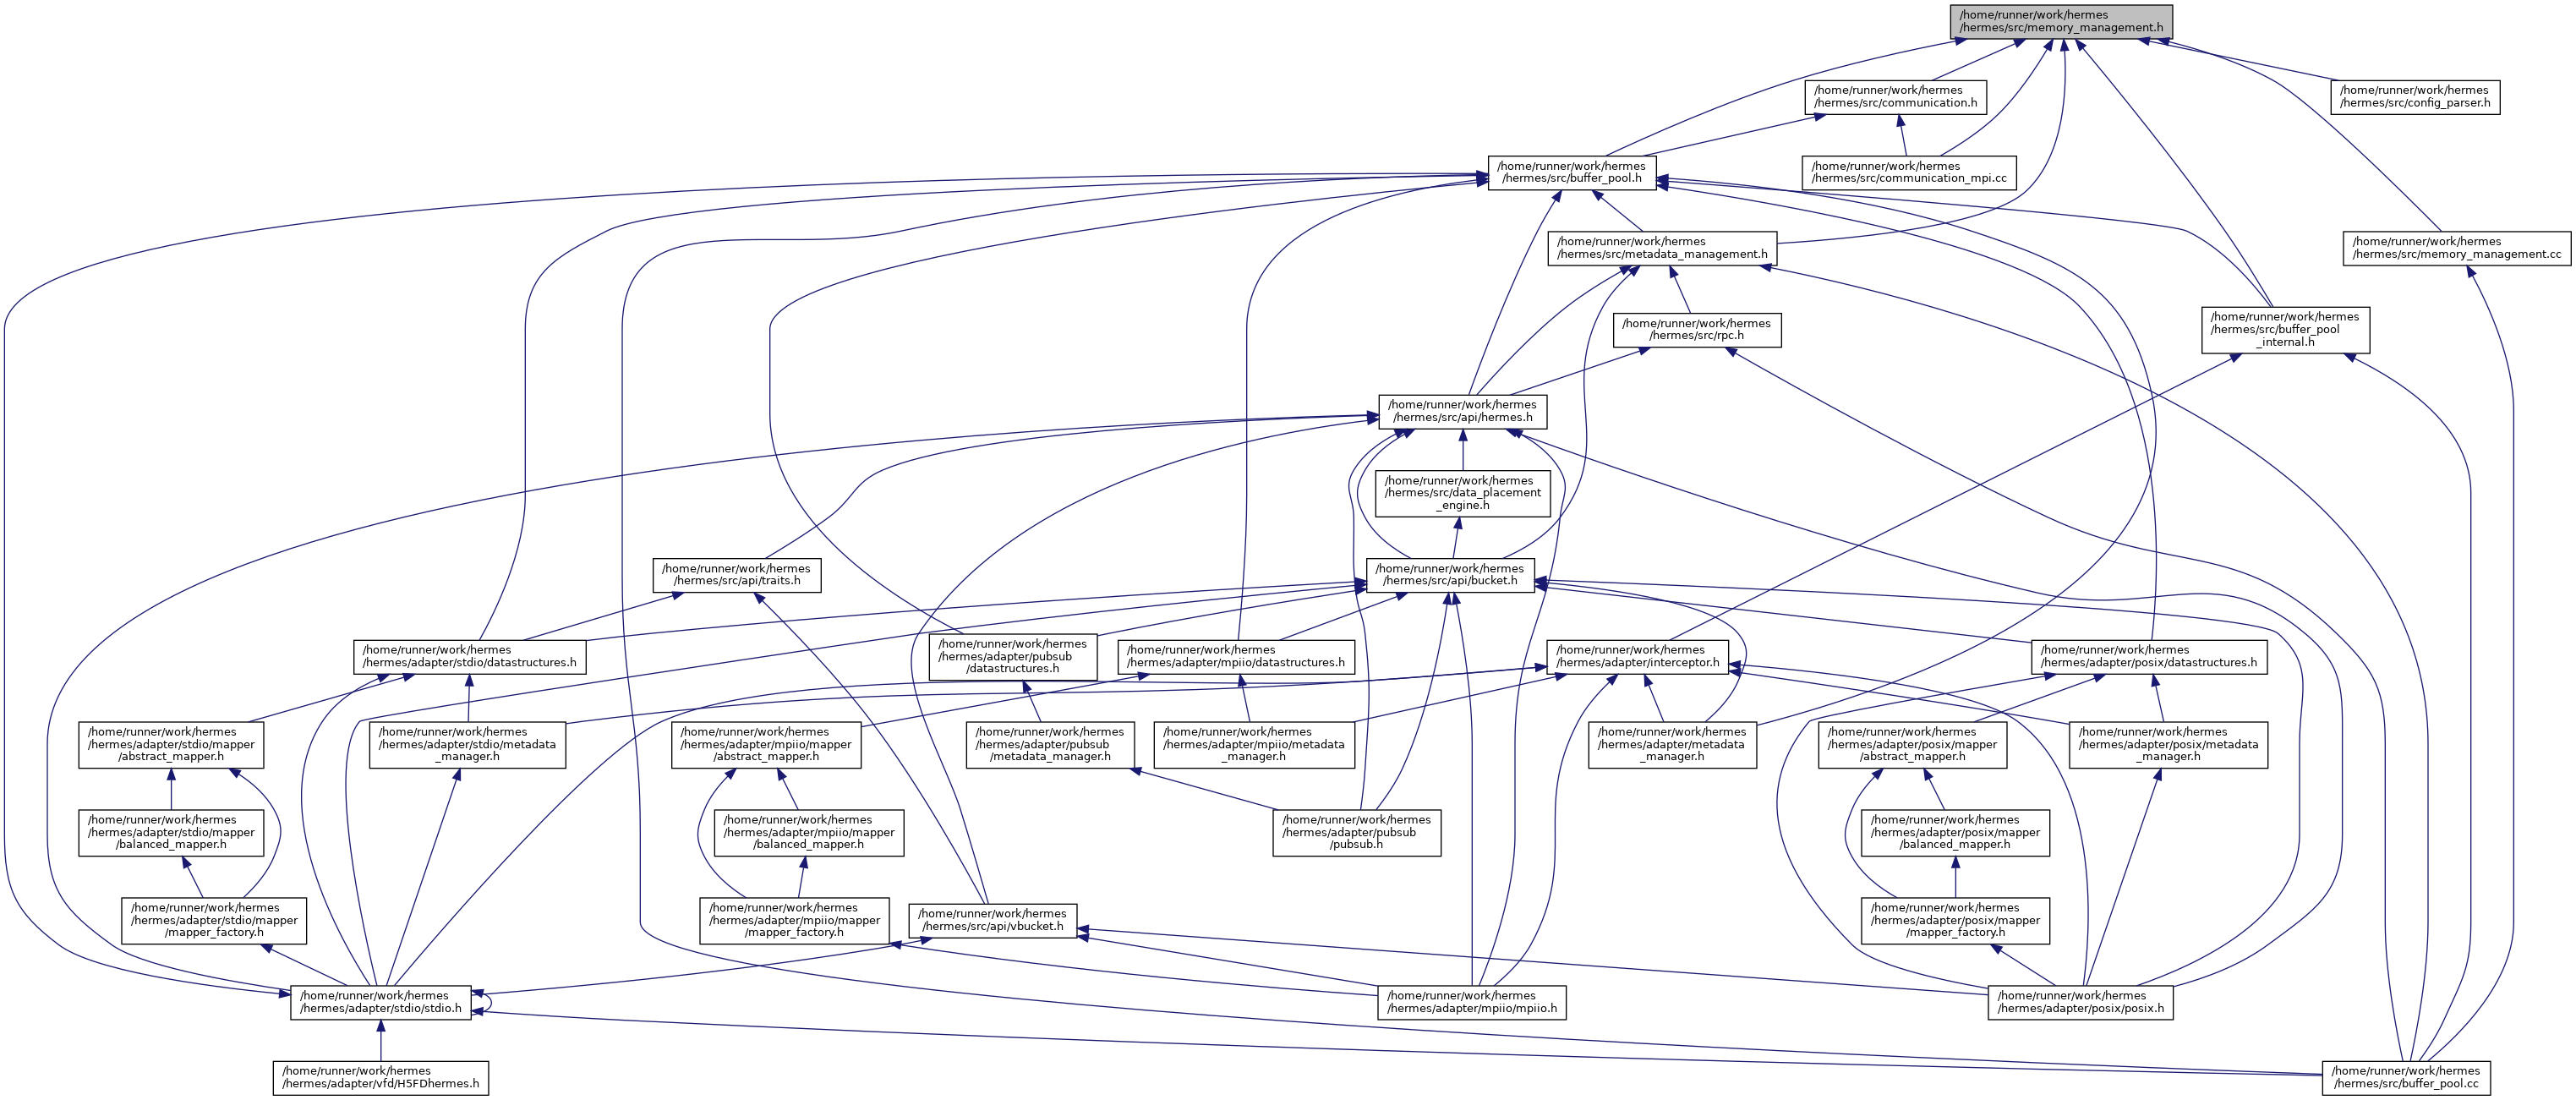 /home/runner/work/hermes
/hermes/src/memory_management.h
/home/runner/work/hermes
/hermes/src/communication.h
/home/runner/work/hermes
/hermes/src/config_parser.h
/home/runner/work/hermes
/hermes/src/buffer_pool.h
/home/runner/work/hermes
/hermes/src/communication_mpi.cc
/home/runner/work/hermes
/hermes/src/metadata_management.h
/home/runner/work/hermes
/hermes/src/memory_management.cc
/home/runner/work/hermes
/hermes/src/rpc.h
/home/runner/work/hermes
/hermes/src/buffer_pool
_internal.h
/home/runner/work/hermes
/hermes/src/api/hermes.h
/home/runner/work/hermes
/hermes/src/data_placement
_engine.h
/home/runner/work/hermes
/hermes/src/api/traits.h
/home/runner/work/hermes
/hermes/src/api/bucket.h
/home/runner/work/hermes
/hermes/adapter/stdio/datastructures.h
/home/runner/work/hermes
/hermes/adapter/pubsub
/datastructures.h
/home/runner/work/hermes
/hermes/adapter/mpiio/datastructures.h
/home/runner/work/hermes
/hermes/adapter/interceptor.h
/home/runner/work/hermes
/hermes/adapter/posix/datastructures.h
/home/runner/work/hermes
/hermes/adapter/stdio/mapper
/abstract_mapper.h
/home/runner/work/hermes
/hermes/adapter/stdio/metadata
_manager.h
/home/runner/work/hermes
/hermes/adapter/mpiio/mapper
/abstract_mapper.h
/home/runner/work/hermes
/hermes/adapter/pubsub
/metadata_manager.h
/home/runner/work/hermes
/hermes/adapter/mpiio/metadata
_manager.h
/home/runner/work/hermes
/hermes/adapter/metadata
_manager.h
/home/runner/work/hermes
/hermes/adapter/posix/mapper
/abstract_mapper.h
/home/runner/work/hermes
/hermes/adapter/posix/metadata
_manager.h
/home/runner/work/hermes
/hermes/adapter/stdio/mapper
/balanced_mapper.h
/home/runner/work/hermes
/hermes/adapter/mpiio/mapper
/balanced_mapper.h
/home/runner/work/hermes
/hermes/adapter/pubsub
/pubsub.h
/home/runner/work/hermes
/hermes/adapter/posix/mapper
/balanced_mapper.h
/home/runner/work/hermes
/hermes/adapter/stdio/mapper
/mapper_factory.h
/home/runner/work/hermes
/hermes/adapter/mpiio/mapper
/mapper_factory.h
/home/runner/work/hermes
/hermes/src/api/vbucket.h
/home/runner/work/hermes
/hermes/adapter/posix/mapper
/mapper_factory.h
/home/runner/work/hermes
/hermes/adapter/stdio/stdio.h
/home/runner/work/hermes
/hermes/adapter/mpiio/mpiio.h
/home/runner/work/hermes
/hermes/adapter/posix/posix.h
/home/runner/work/hermes
/hermes/adapter/vfd/H5FDhermes.h
/home/runner/work/hermes
/hermes/src/buffer_pool.cc